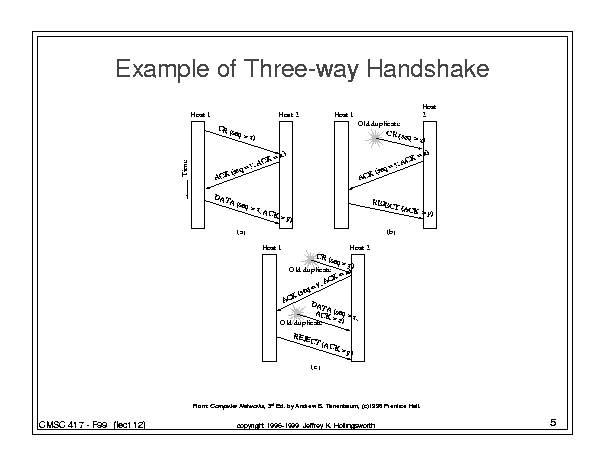 Example of Three-way Handshake
Host 1
Host 2
Time
CR (seq = x)
ACK (seq = y, ACK = x)
DATA (seq = x, ACK = y)
(a)
Host 1
Host
2
Old duplicate
CR (seq = x)
ACK (seq = y, ACK = x)
REJECT (ACK = y)
(b)
Host 1
Host 2
CR (seq = x)
Old duplicate
ACK (seq = y, ACK = x)
DATA (seq = x,
ACK = z)
Old duplicate
REJECT (ACK = y)
(c)
From: Computer Networks, 3rd Ed. by Andrew S. Tanenbaum, (c)1996 Prentice Hall.
CMSC 417 - F99 (lect 12)
copyright 1996-1999 Jeffrey K. Hollingsworth
5